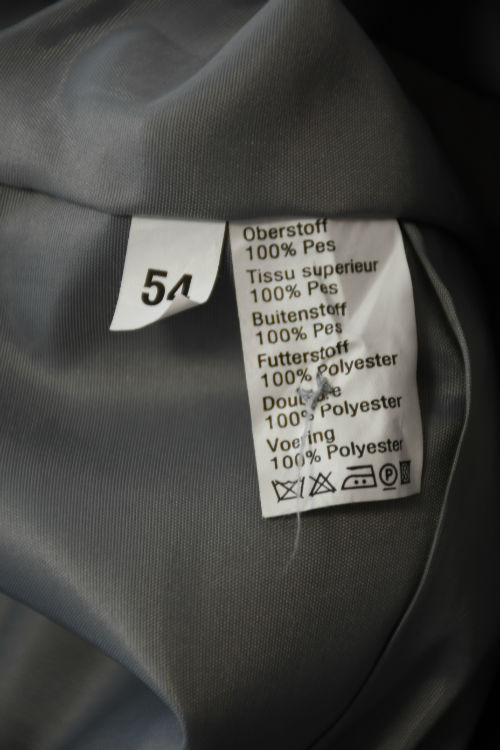 54
Oberstoff
100% Pes
Tissu superieur
100% Pes
Buitenstoff
100% Pes
Futterstoff
100% Polyester
100% Polyester
Voering
100% Polyester
P